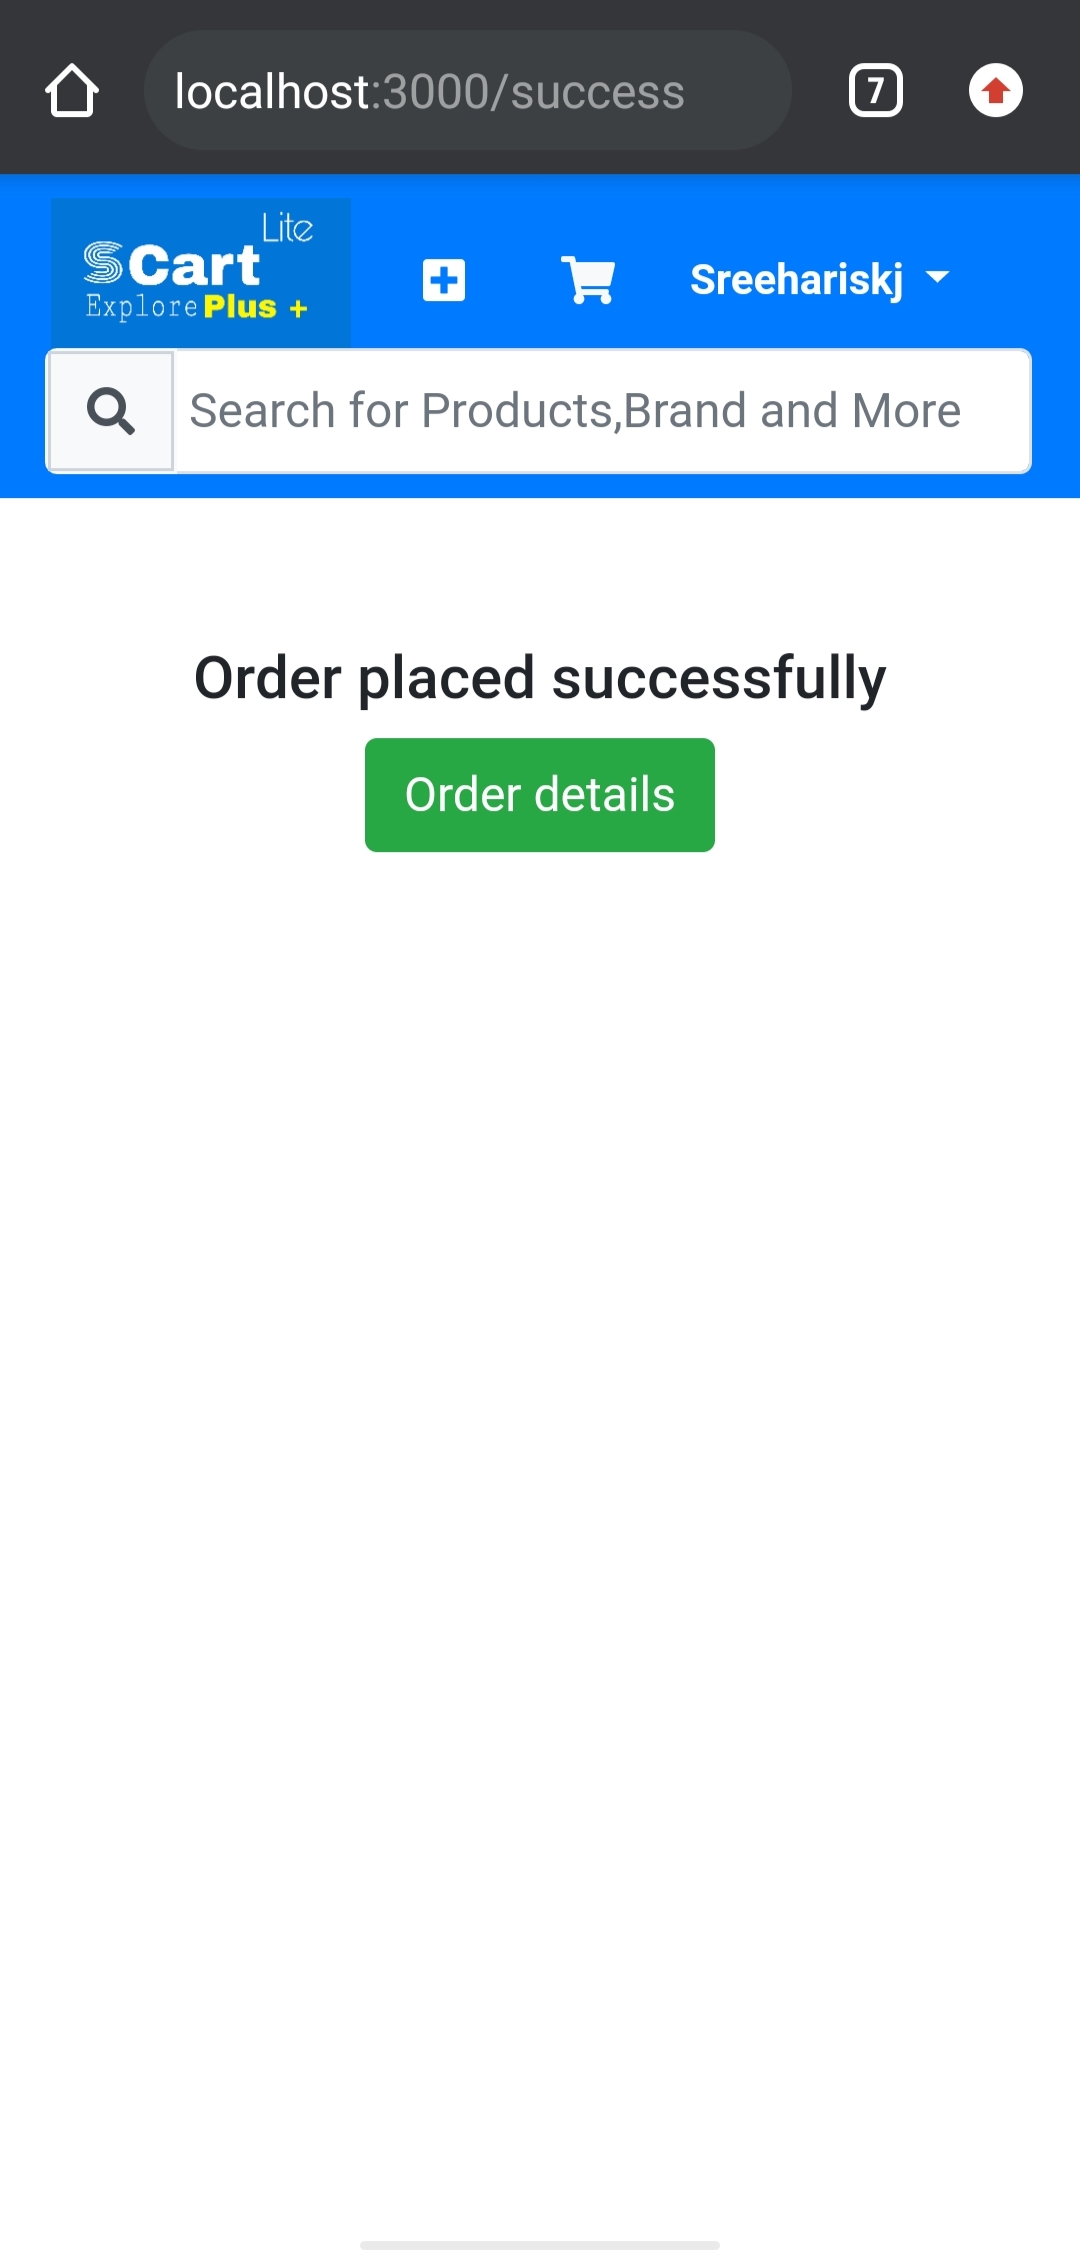 localhost:3000/success
7
Lite
SCart
Explore Plus +
Sreehariskj
Search for Products,Brand and More
Order placed successfully
Order details